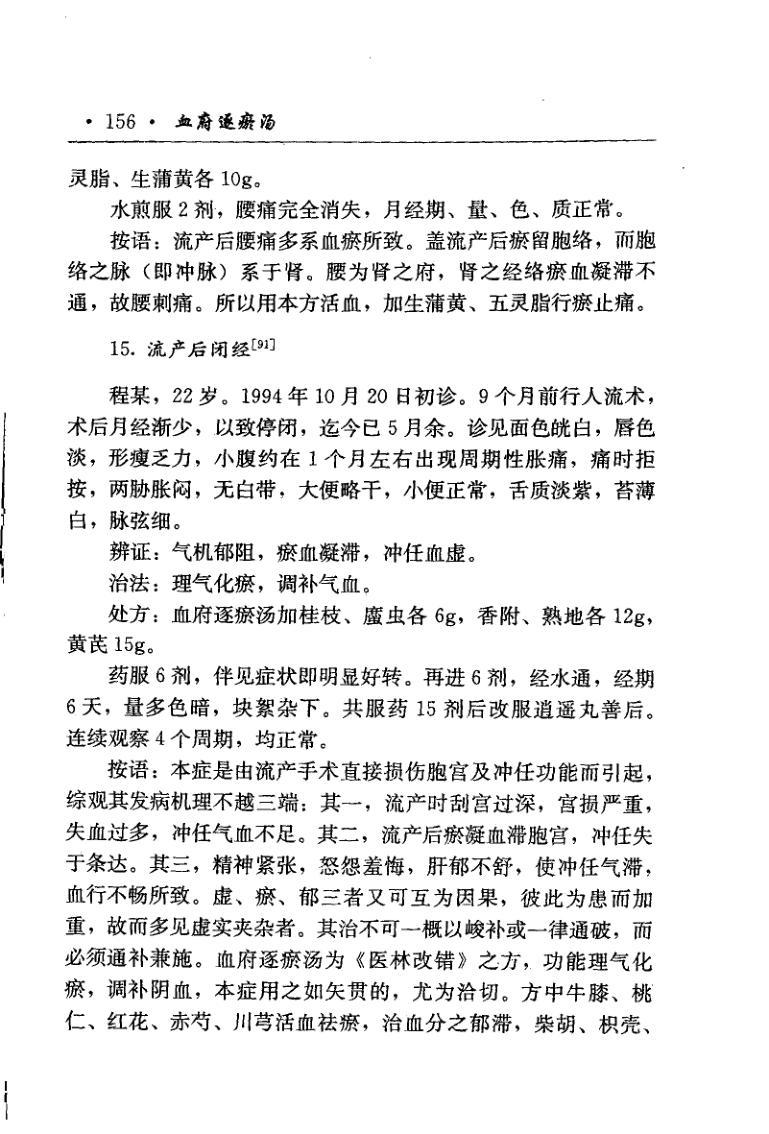 · 156 · 血府逐瘀汤
灵脂、生蒲黄各 10g。
水煎服 2 剂，腰痛完全消失，月经期、量、色、质正常。
按语：流产后腰痛多系血瘀所致。盖流产后瘀留胞络，而胞
络之脉（即冲脉）系于肾。腰为肾之府，肾之经络瘀血凝滞不
通，故腰刺痛。所以用本方活血，加生蒲黄、五灵脂行瘀止痛。
15. 流产后闭经[91]
程某，22 岁。1994 年 10 月 20 日初诊。9 个月前行人流术，
术后月经渐少，以致停闭，迄今已 5 月余。诊见面色㿠白，唇色
淡，形瘦乏力，小腹约在 1 个月左右出现周期性胀痛，痛时拒
按，两胁胀闷，无白带，大便略干，小便正常，舌质淡紫，苔薄
白，脉弦细。
辨证：气机郁阻，瘀血凝滞，冲任血虚。
治法：理气化瘀，调补气血。
处方：血府逐瘀汤加桂枝、䗪虫各 6g，香附、熟地各 12g，
黄芪 15g。
药服 6 剂，伴见症状即明显好转。再进 6 剂，经水通，经期
6 天，量多色暗，块絮杂下。共服药 15 剂后改服逍遥丸善后。
连续观察 4 个周期，均正常。
按语：本症是由流产手术直接损伤胞宫及冲任功能而引起，
综观其发病机理不越三端：其一，流产时刮宫过深，宫损严重，
失血过多，冲任气血不足。其二，流产后瘀凝血滞胞宫，冲任失
于条达。其三，精神紧张，怒怨羞悔，肝郁不舒，使冲任气滞，
血行不畅所致。虚、瘀、郁三者又可互为因果，彼此为患而加
重，故而多见虚实夹杂者。其治不可一概以峻补或一律通破，而
必须通补兼施。血府逐瘀汤为《医林改错》之方，功能理气化
瘀，调补阴血，本症用之如矢贯的，尤为洽切。方中牛膝、桃
仁、红花、赤芍、川芎活血祛瘀，治血分之郁滞，柴胡、枳壳、